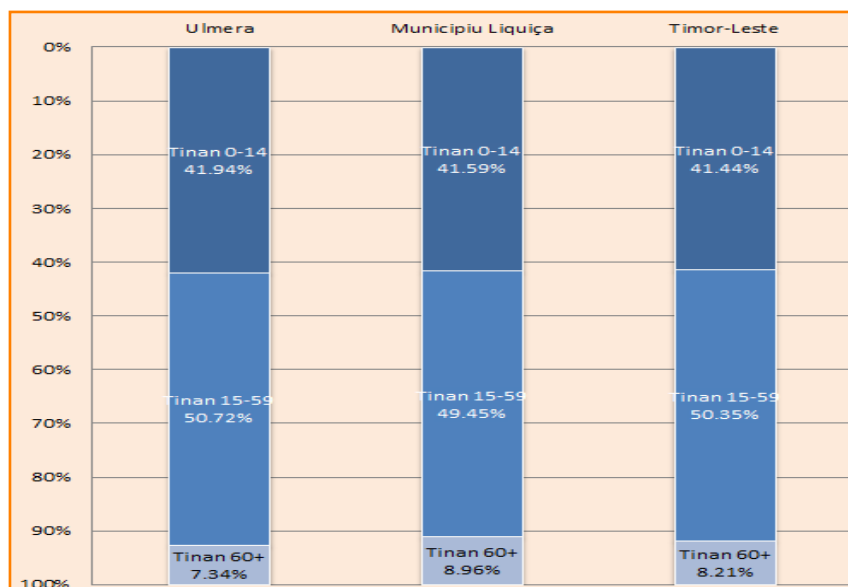 Ulmera
Municipiu Liquiça
Timor-Leste
0%
10%
20%
30%
40%
50%
60%
70%
80%
90%
100%
Tinan 0-14
41.94%
Tinan 0-14
41.59%
Tinan 0-14
41.44%
Tinan 15-59
50.72%
Tinan 15-59
49.45%
Tinan 15-59
50.35%
Tinan 60+
7.34%
Tinan 60+
8.96%
Tinan 60+
8.21%